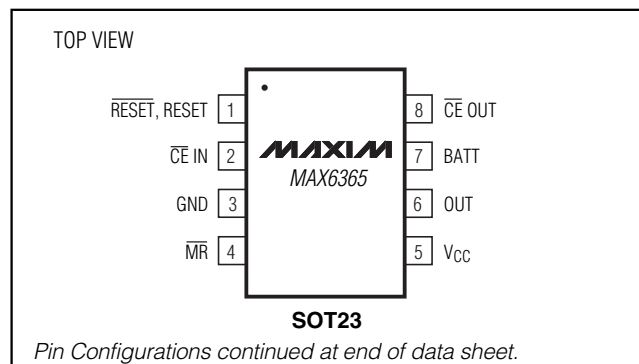 TOP VIEW
RESET, RESET 1
CE IN 2
GND 3
MR 4
MAXIM
MAX6365
8 CE OUT
7 BATT
6 OUT
5 VCC
SOT23
Pin Configurations continued at end of data sheet.